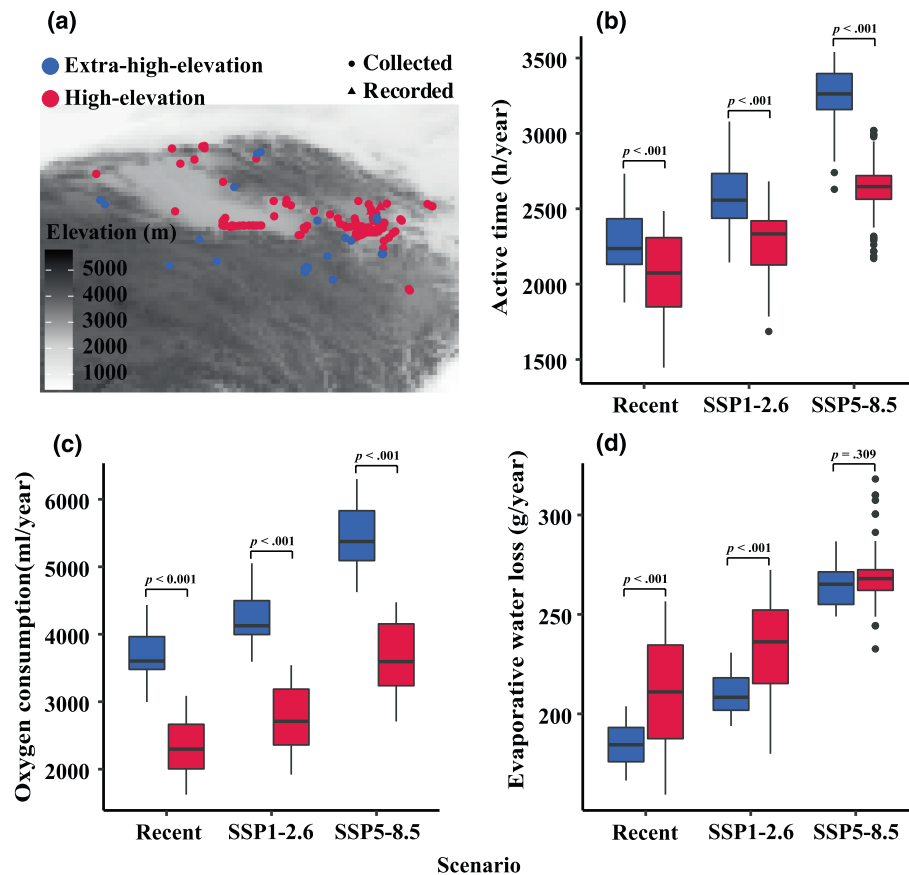 (a)
Extra-high-elevation
High-elevation
Collected
Recorded
Elevation (m)
5000
4000
3000
2000
1000
(b)
Active time (h/year)
3500
3000
2500
2000
1500
p < .001
p < .001
p < .001
Recent
SSP1-2.6
SSP5-8.5
(c)
Oxygen consumption(ml/year)
6000
5000
4000
3000
2000
p < 0.001
p < .001
p < .001
Recent
SSP1-2.6
SSP5-8.5
(d)
Evaporative water loss (g/year)
300
250
200
p < .001
p < .001
p = .309
Recent
SSP1-2.6
SSP5-8.5
Scenario